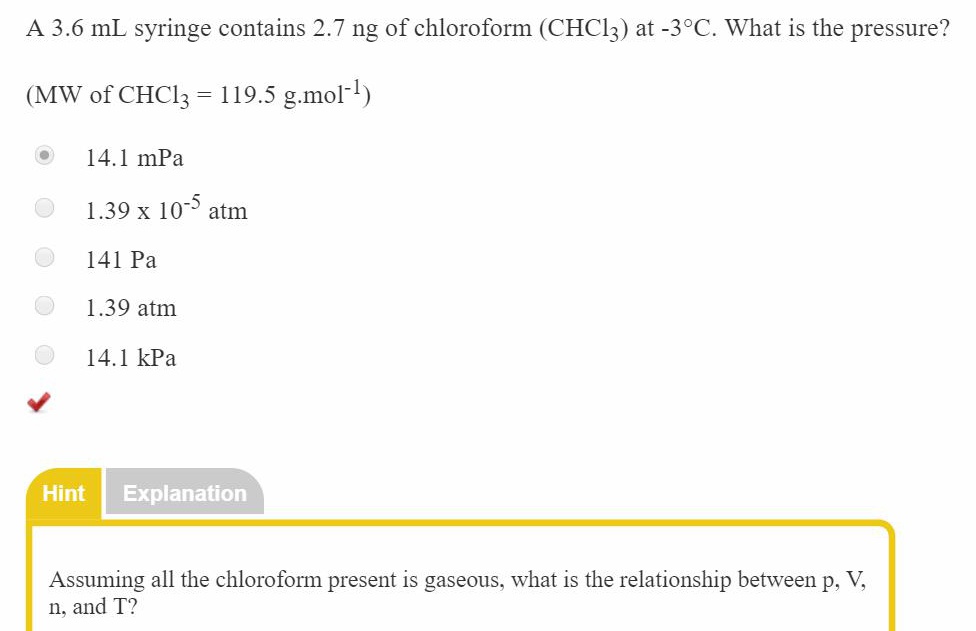 A 3.6 mL syringe contains 2.7 ng of chloroform (CHCl₃) at -3°C. What is the pressure?
(MW of CHCl₃ = 119.5 g.mol⁻¹)
14.1 mPa
1.39 x 10⁻⁵ atm
141 Pa
1.39 atm
14.1 kPa
Hint Explanation
Assuming all the chloroform present is gaseous, what is the relationship between p, V,
n, and T?